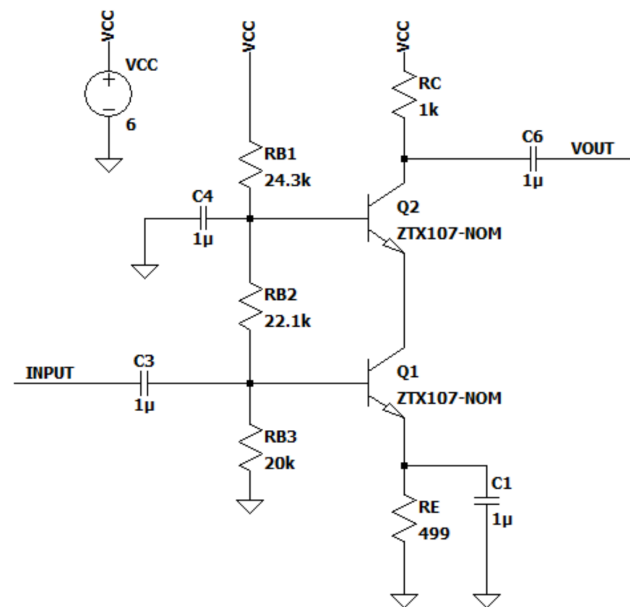 VCC
VCC
6
VCC
RB1
24.3k
C4
1µ
RB2
22.1k
INPUT
C3
1µ
RB3
20k
VCC
RC
1k
C6
VOUT
1µ
Q2
ZTX107-NOM
Q1
ZTX107-NOM
RE
499
C1
1µ